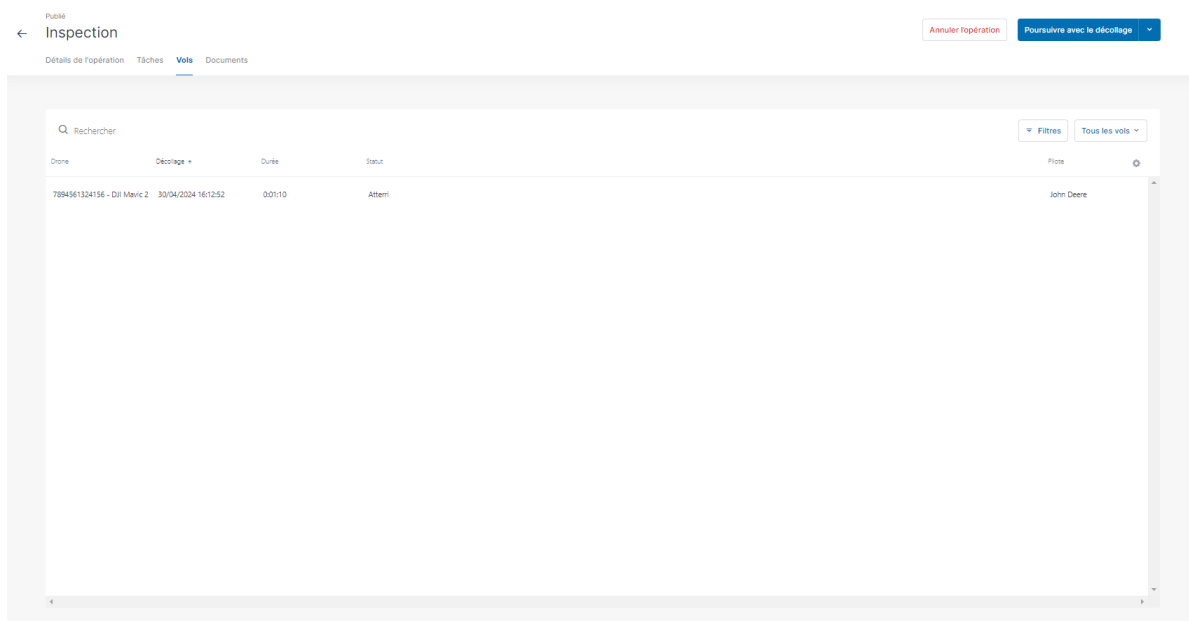 Publié
Inspection
Annuler l'opération
Poursuivre avec le décollage
Détails de l'opération Tâches Vols Documents
Rechercher
Filtres
Tous les vols
Drone Décollage Durée Statut Pilote
7894561324156 - DJI Mavic 2 30/04/2024 16:12:52 0:01:10 Atterri John Deere